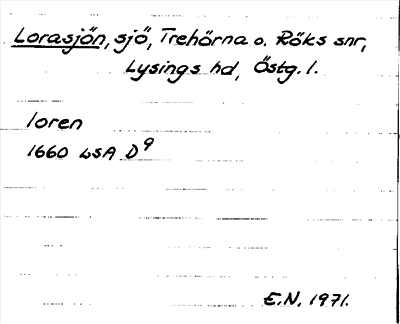 Lorasjön, sjö, Trehörna o. Röks snr,
Lysings hd, Östg. l.
loren
1660 LSA D9
E.N. 1971.